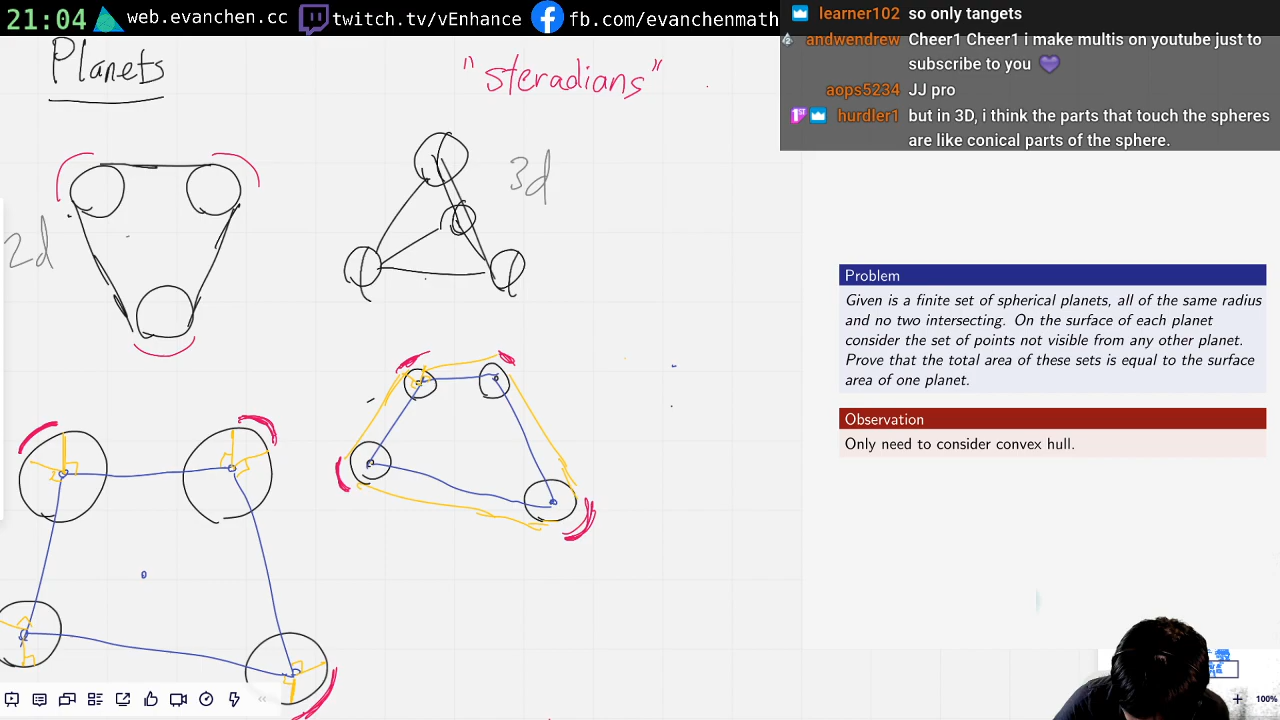 21:04 web.evanchen.cc twitch.tv/vEnhance fb.com/evanchenmath
learner102 so only tangets
andwendrew Cheer1 Cheer1 i make multis on youtube just to
subscribe to you 💜
aops5234 JJ pro
1ST hurdler1 but in 3D, i think the parts that touch the spheres
are like conical parts of the sphere.
Planets
"steradians"
3d
2d
Problem
Given is a finite set of spherical planets, all of the same radius
and no two intersecting. On the surface of each planet
consider the set of points not visible from any other planet.
Prove that the total area of these sets is equal to the surface
area of one planet.
Observation
Only need to consider convex hull.
100%